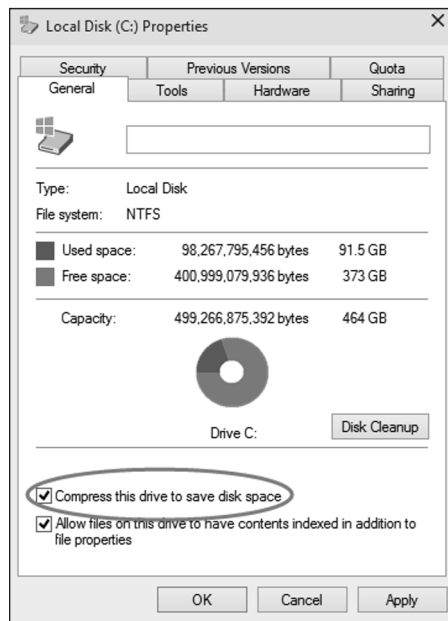 Local Disk (C:) Properties
Security Previous Versions Quota
General Tools Hardware Sharing
Type: Local Disk
File system: NTFS
Used space: 98,267,795,456 bytes 91.5 GB
Free space: 400,999,079,936 bytes 373 GB
Capacity: 499,266,875,392 bytes 464 GB
Drive C: Disk Cleanup
Compress this drive to save disk space
Allow files on this drive to have contents indexed in addition to
file properties
OK Cancel Apply